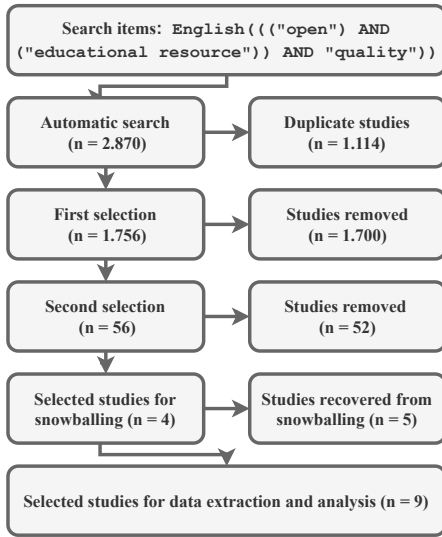 Search items: English((("open") AND
("educational resource")) AND "quality"))
Automatic search
(n = 2.870)
Duplicate studies
(n = 1.114)
First selection
(n = 1.756)
Studies removed
(n = 1.700)
Second selection
(n = 56)
Studies removed
(n = 52)
Selected studies for
snowballing (n = 4)
Studies recovered from
snowballing (n = 5)
Selected studies for data extraction and analysis (n = 9)